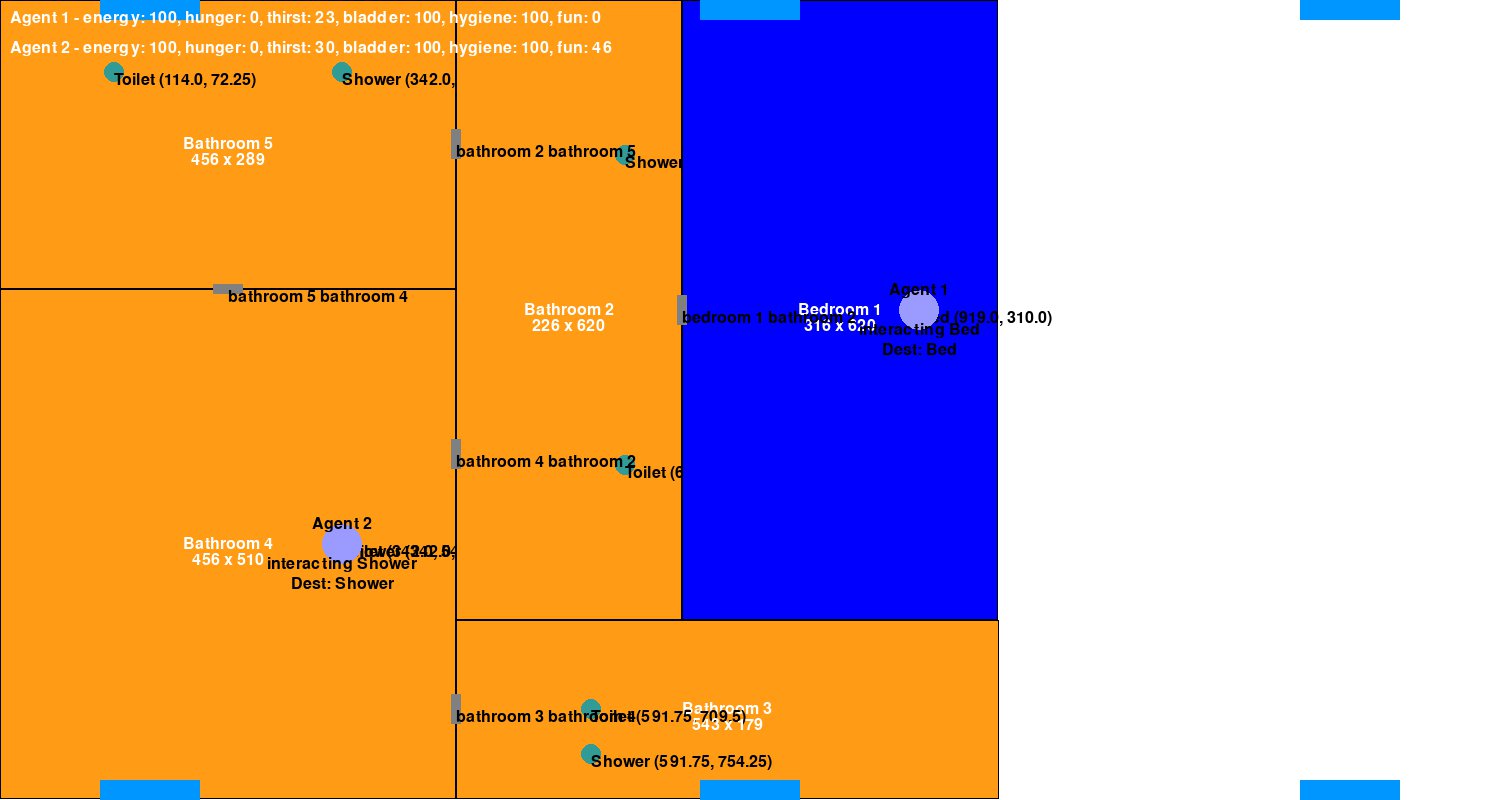 Agent 1 - energy: 100, hunger: 0, thirst: 23, bladder: 100, hygiene: 100, fun: 0
Agent 2 - energy: 100, hunger: 0, thirst: 30, bladder: 100, hygiene: 100, fun: 46
Toilet (114.0, 72.25)
Shower (342.0,
Bathroom 5
456 x 289
bathroom 2 bathroom 5
Shower
bathroom 5 bathroom 4
Agent 1
Bathroom 2
226 x 620
Bedroom 1
316 x 620
bedroom 1 bathroom
(919.0, 310.0)
interacting Bed
Dest: Bed
bathroom 4 bathroom 2
Toilet (6
Agent 2
Bathroom 4
456 x 510
interacting Shower
Dest: Shower
bathroom 3 bathroom 4
Toilet (591.75, 709.5)
Bathroom 3
543 x 179
Shower (591.75, 754.25)